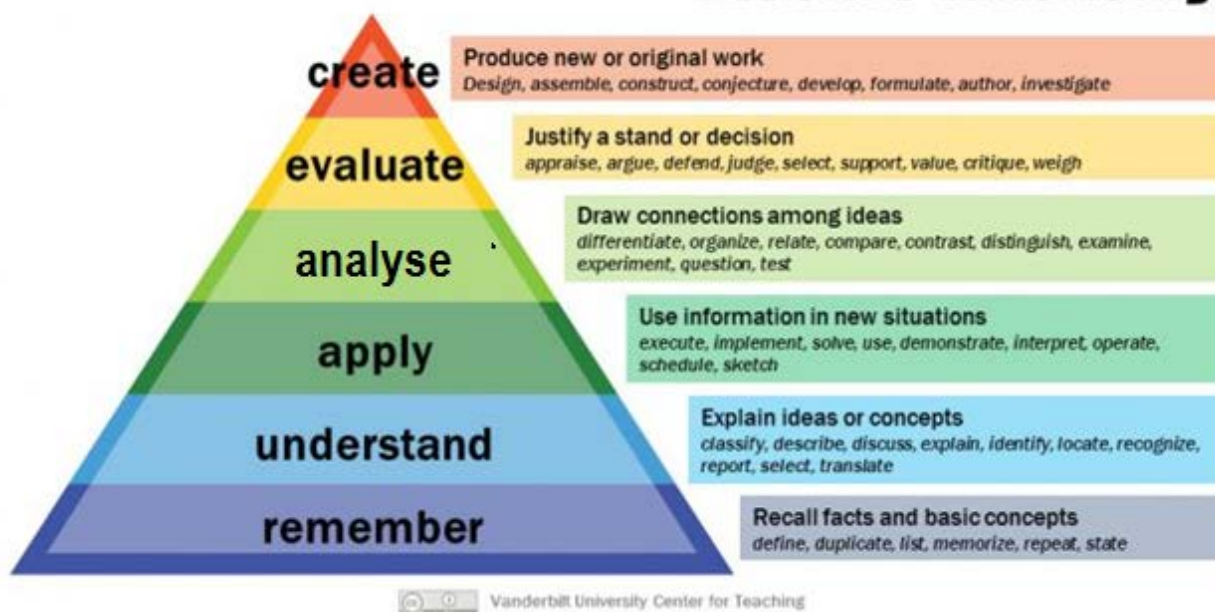 create
Produce new or original work
Design, assemble, construct, conjecture, develop, formulate, author, investigate
evaluate
Justify a stand or decision
appraise, argue, defend, judge, select, support, value, critique, weigh
analyse
Draw connections among ideas
differentiate, organize, relate, compare, contrast, distinguish, examine,
experiment, question, test
apply
Use information in new situations
execute, implement, solve, use, demonstrate, interpret, operate,
schedule, sketch
understand
Explain ideas or concepts
classify, describe, discuss, explain, identify, locate, recognize,
report, select, translate
remember
Recall facts and basic concepts
define, duplicate, list, memorize, repeat, state
Vanderbilt University Center for Teaching